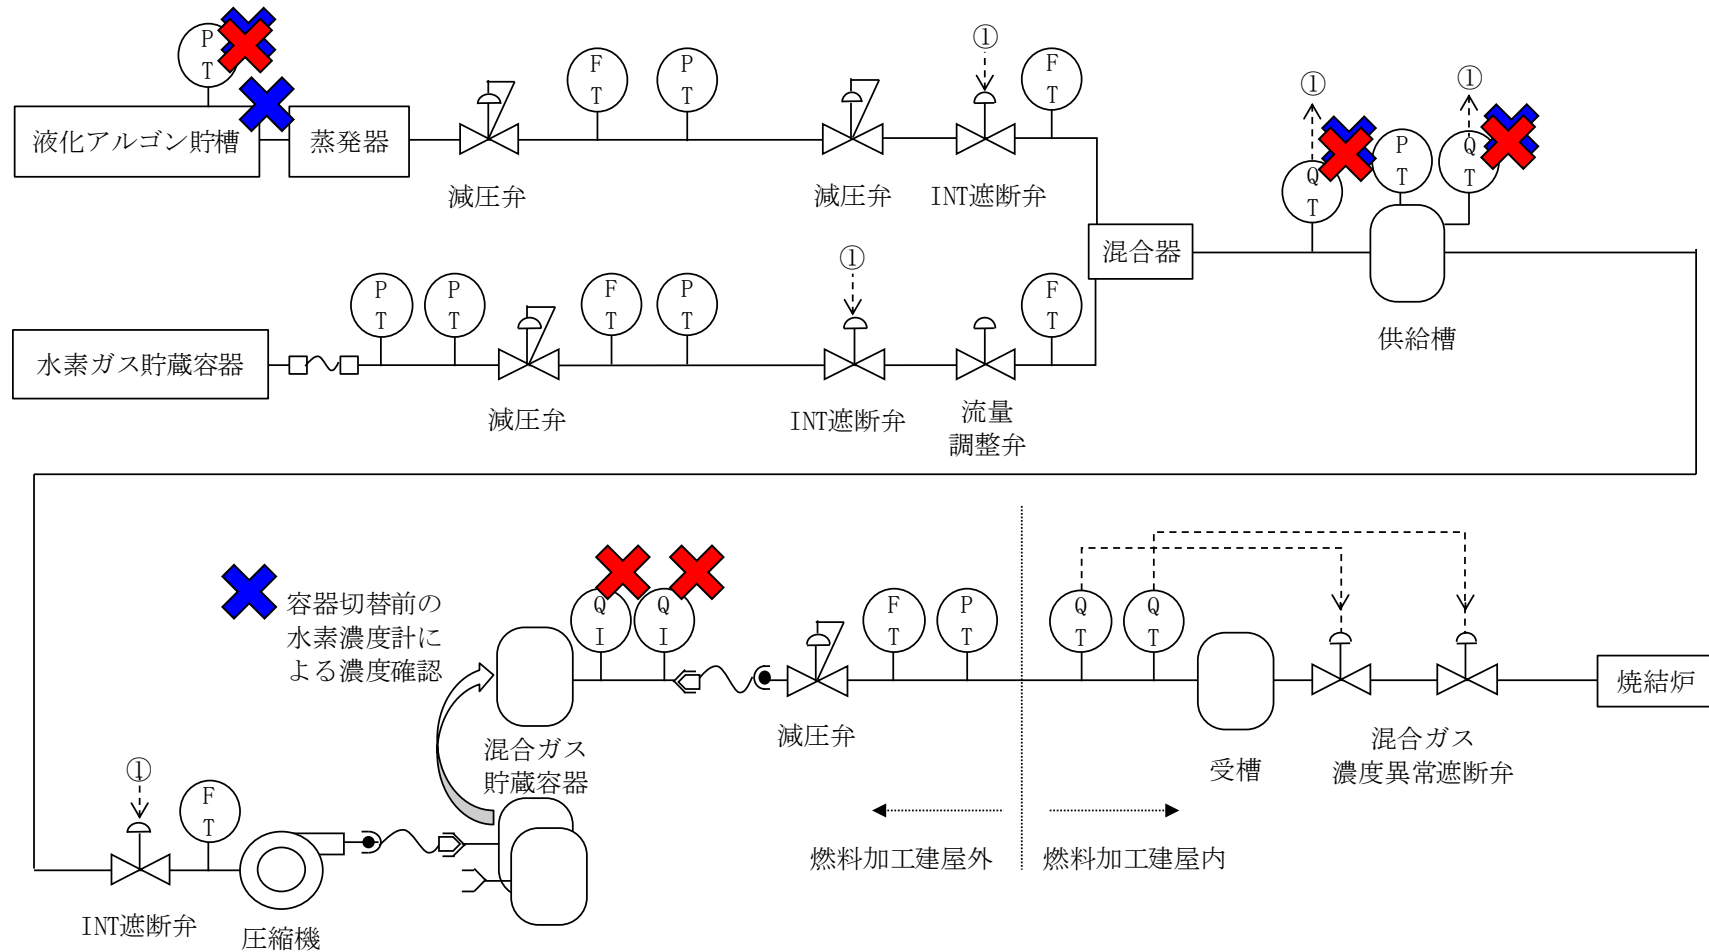 P
T
液化アルゴン貯槽
蒸発器
減圧弁
F
T
P
T
減圧弁
①
INT遮断弁
F
T
混合器
①
Q
T
P
T
①
Q
T
供給槽
水素ガス貯蔵容器
P
T
P
T
減圧弁
F
T
P
T
①
INT遮断弁
流量
調整弁
F
T
容器切替前の
水素濃度計に
よる濃度確認
混合ガス
貯蔵容器
Q
I
Q
I
減圧弁
F
T
P
T
Q
T
Q
T
受槽
混合ガス
濃度異常遮断弁
焼結炉
燃料加工建屋外
燃料加工建屋内
①
INT遮断弁
F
T
圧縮機